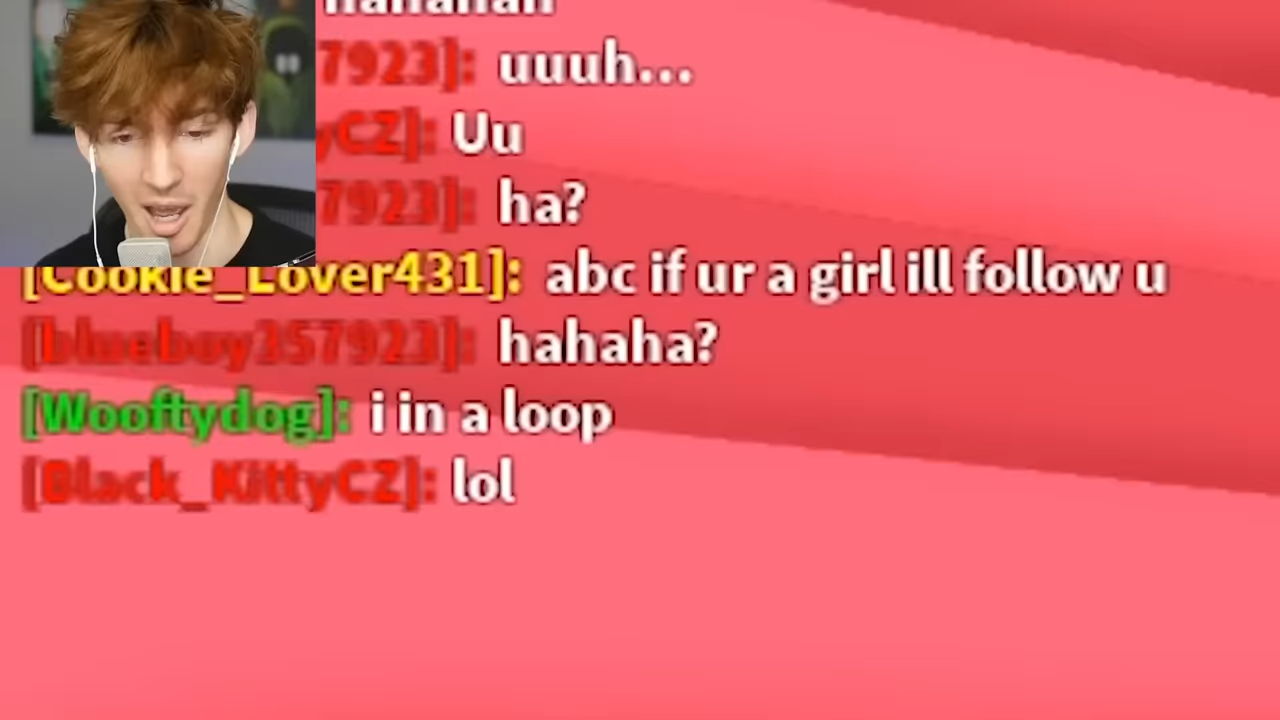 hahahah
7923]: uuuh...
yCZ]: Uu
7923]: ha?
[Cookie_Lover431]: abc if ur a girl ill follow u
[blueboy357923]: hahaha?
[Wooftydog]: i in a loop
[Black_KittyCZ]: lol